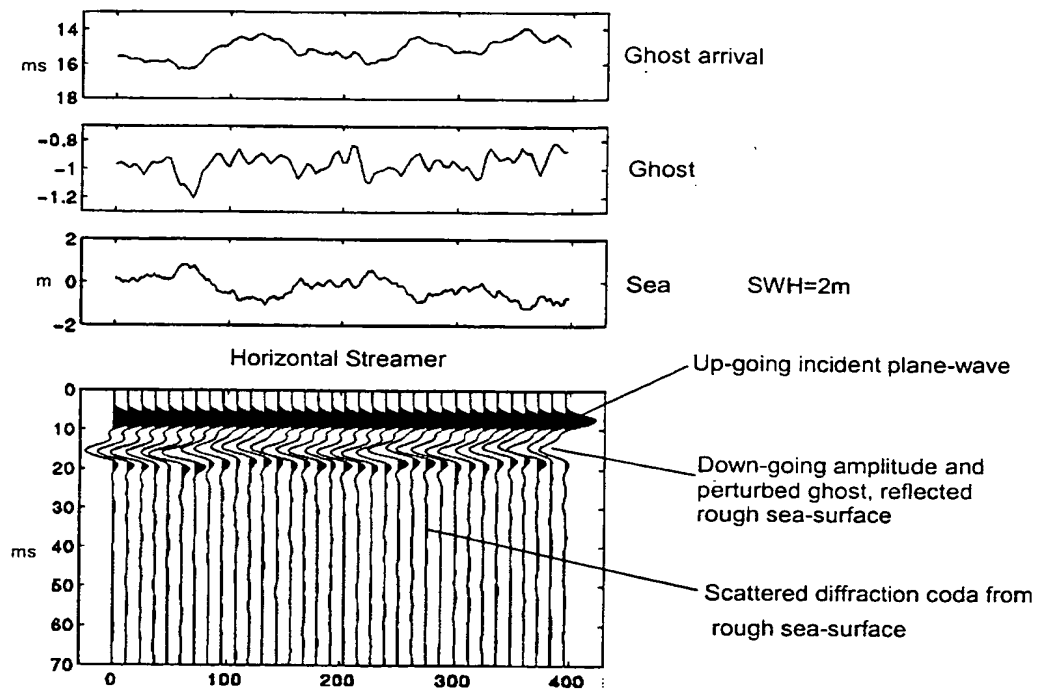 14
ms
16
18
Ghost arrival
-0.8
-1
-1.2
Ghost
2
m
0
-2
Sea
SWH=2m
Horizontal Streamer
0
10
20
30
40
ms
50
60
70
0
100
200
300
400
Up-going incident plane-wave
Down-going amplitude and
perturbed ghost, reflected
rough sea-surface
Scattered diffraction coda from
rough sea-surface